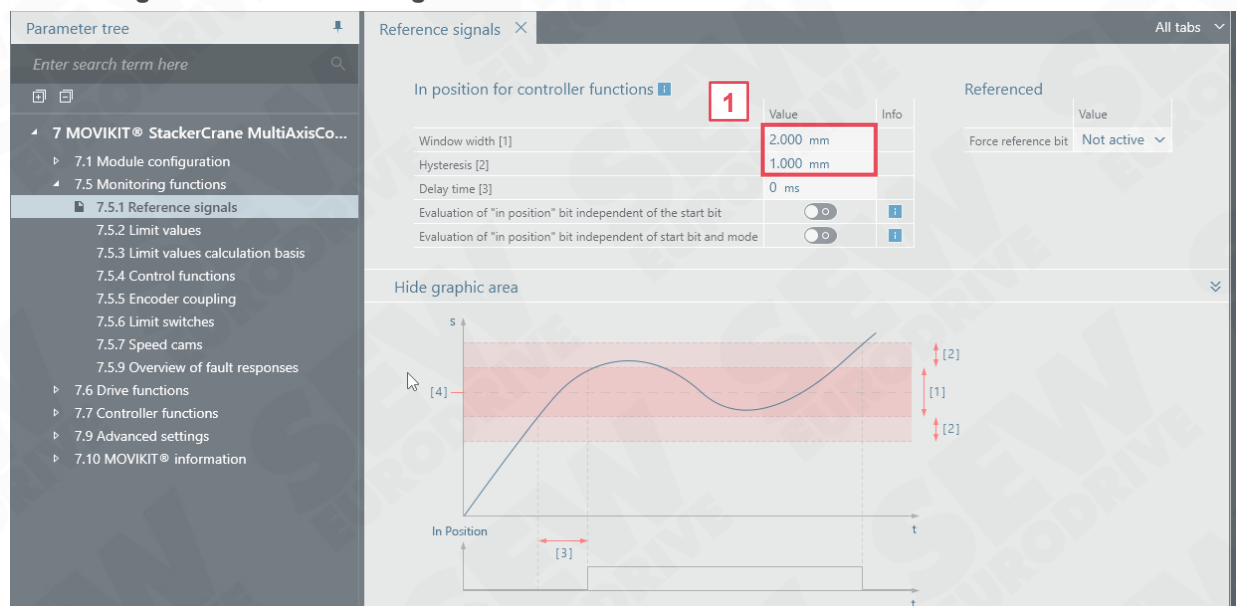 Parameter tree
Reference signals
All tabs
Enter search term here
In position for controller functions
1
Referenced
Value Info
Value
Window width [1] 2.000 mm
Force reference bit Not active
Hysteresis [2] 1.000 mm
Delay time [3] 0 ms
Evaluation of "in position" bit independent of the start bit
Evaluation of "in position" bit independent of start bit and mode
7 MOVIKIT® StackerCrane MultiAxisCo...
7.1 Module configuration
7.5 Monitoring functions
7.5.1 Reference signals
7.5.2 Limit values
7.5.3 Limit values calculation basis
7.5.4 Control functions
7.5.5 Encoder coupling
7.5.6 Limit switches
7.5.7 Speed cams
7.5.9 Overview of fault responses
7.6 Drive functions
7.7 Controller functions
7.9 Advanced settings
7.10 MOVIKIT® information
Hide graphic area
s
[2]
[4]
[1]
[2]
In Position
t
[3]
t
SEW
EURODRIVE